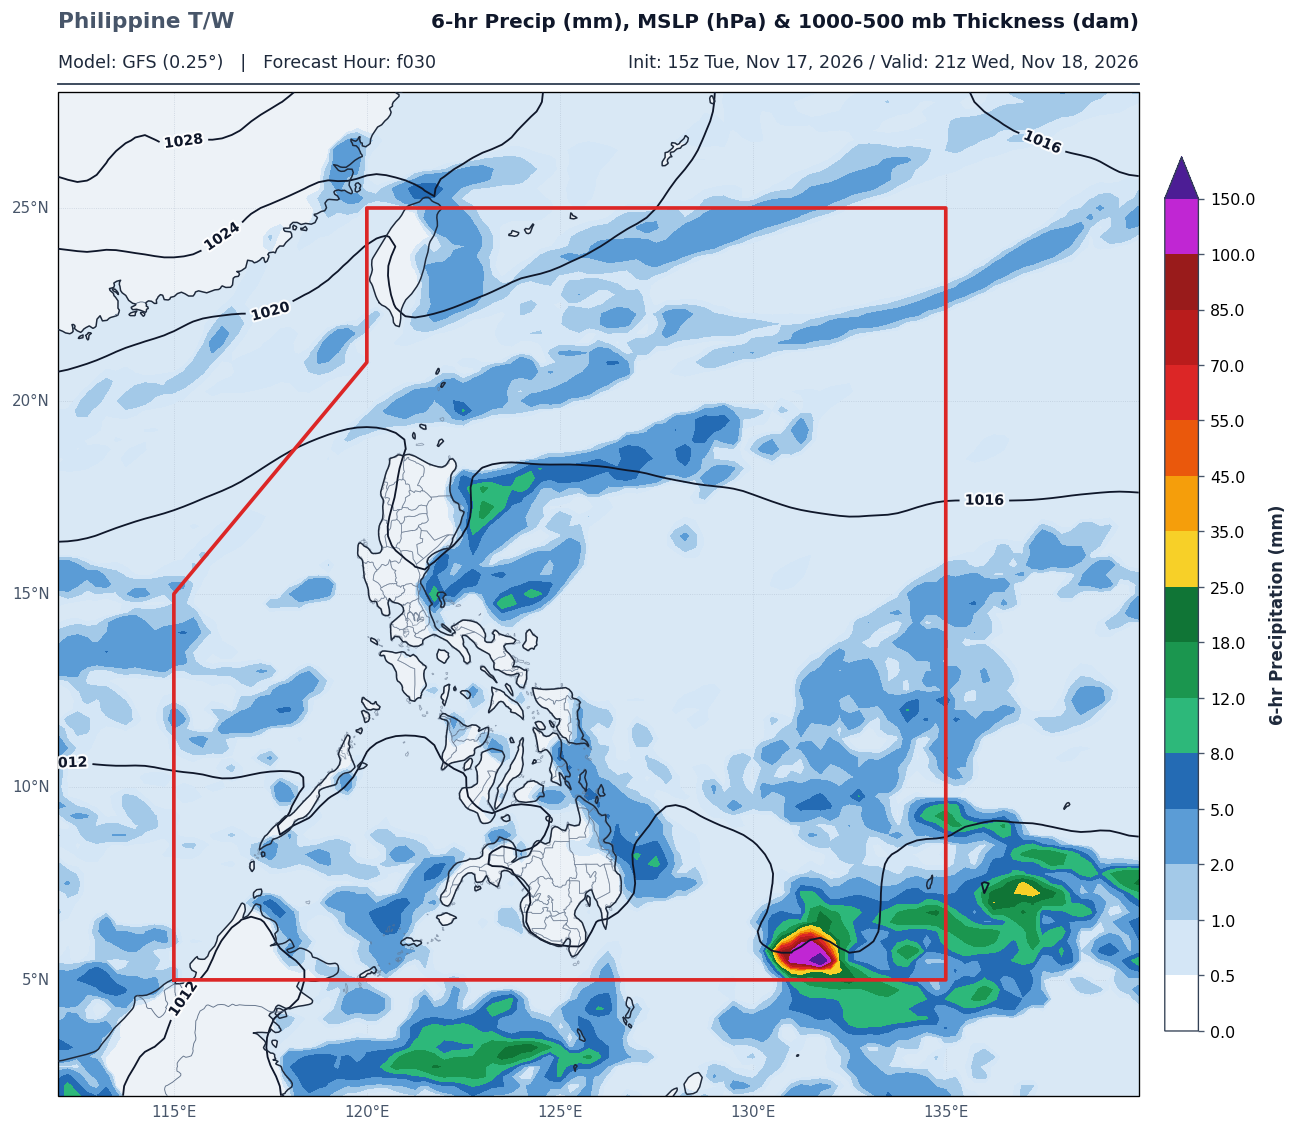 Philippine T/W
6-hr Precip (mm), MSLP (hPa) & 1000-500 mb Thickness (dam)
Model: GFS (0.25°) | Forecast Hour: f030
Init: 15z Tue, Nov 17, 2026 / Valid: 21z Wed, Nov 18, 2026
1028
1016
1024
1020
1016
012
1012
25°N
20°N
15°N
10°N
5°N
115°E
120°E
125°E
130°E
135°E
150.0
100.0
85.0
70.0
55.0
45.0
35.0
25.0
18.0
12.0
8.0
5.0
2.0
1.0
0.5
0.0
6-hr Precipitation (mm)